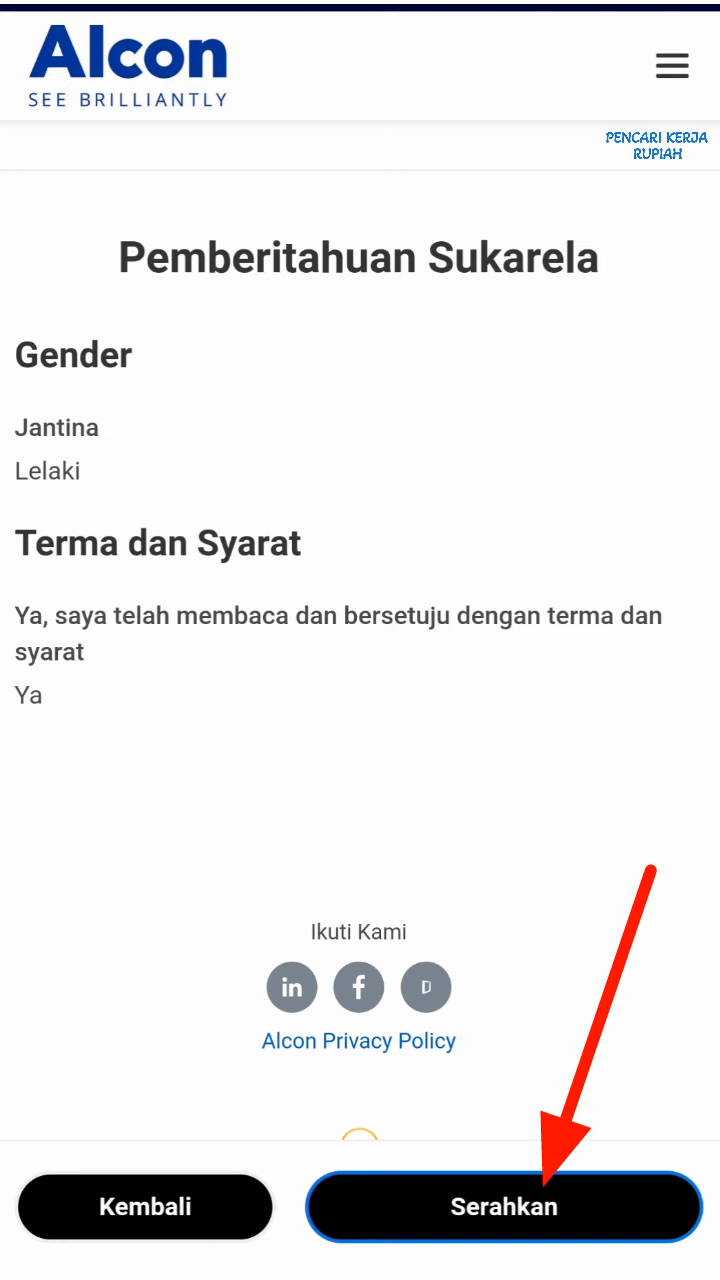 Alcon
SEE BRILLIANTLY
PENCARI KERJA
RUPIAH
Pemberitahuan Sukarela
Gender
Jantina
Lelaki
Terma dan Syarat
Ya, saya telah membaca dan bersetuju dengan terma dan
syarat
Ya
Ikuti Kami
in f
Alcon Privacy Policy
Kembali Serahkan